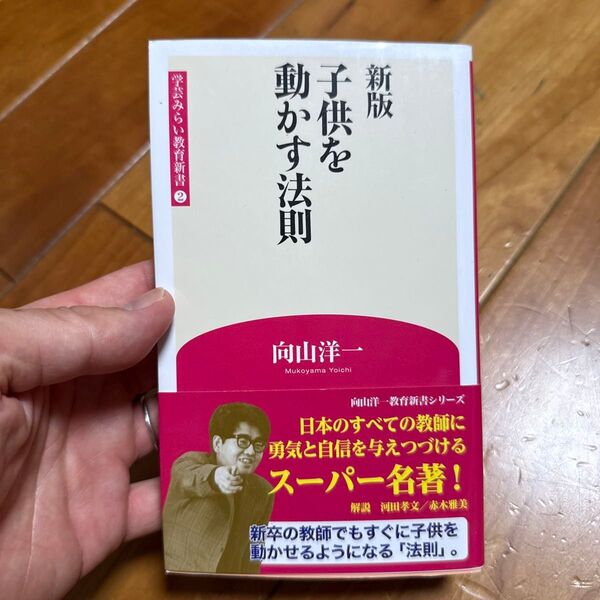 新版
子供を
動かす法則
学芸みらい教育新書❷
向山洋一
Mukoyama Yoichi
向山洋一教育新書シリーズ
日本のすべての教師に
勇気と自信を与えつづける
スーパー名著！
解説 河田孝文／赤木雅美
新卒の教師でもすぐに子供を
動かせるようになる「法則」。